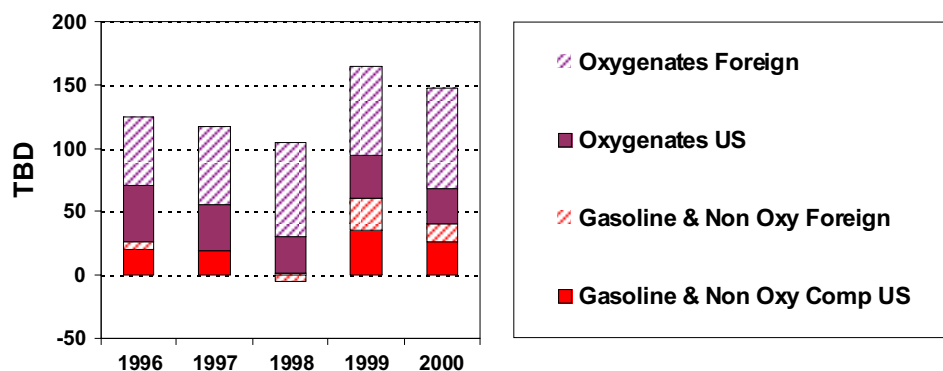 200
150
100
50
0
-50
TBD
1996 1997 1998 1999 2000
Oxygenates Foreign
Oxygenates US
Gasoline & Non Oxy Foreign
Gasoline & Non Oxy Comp US